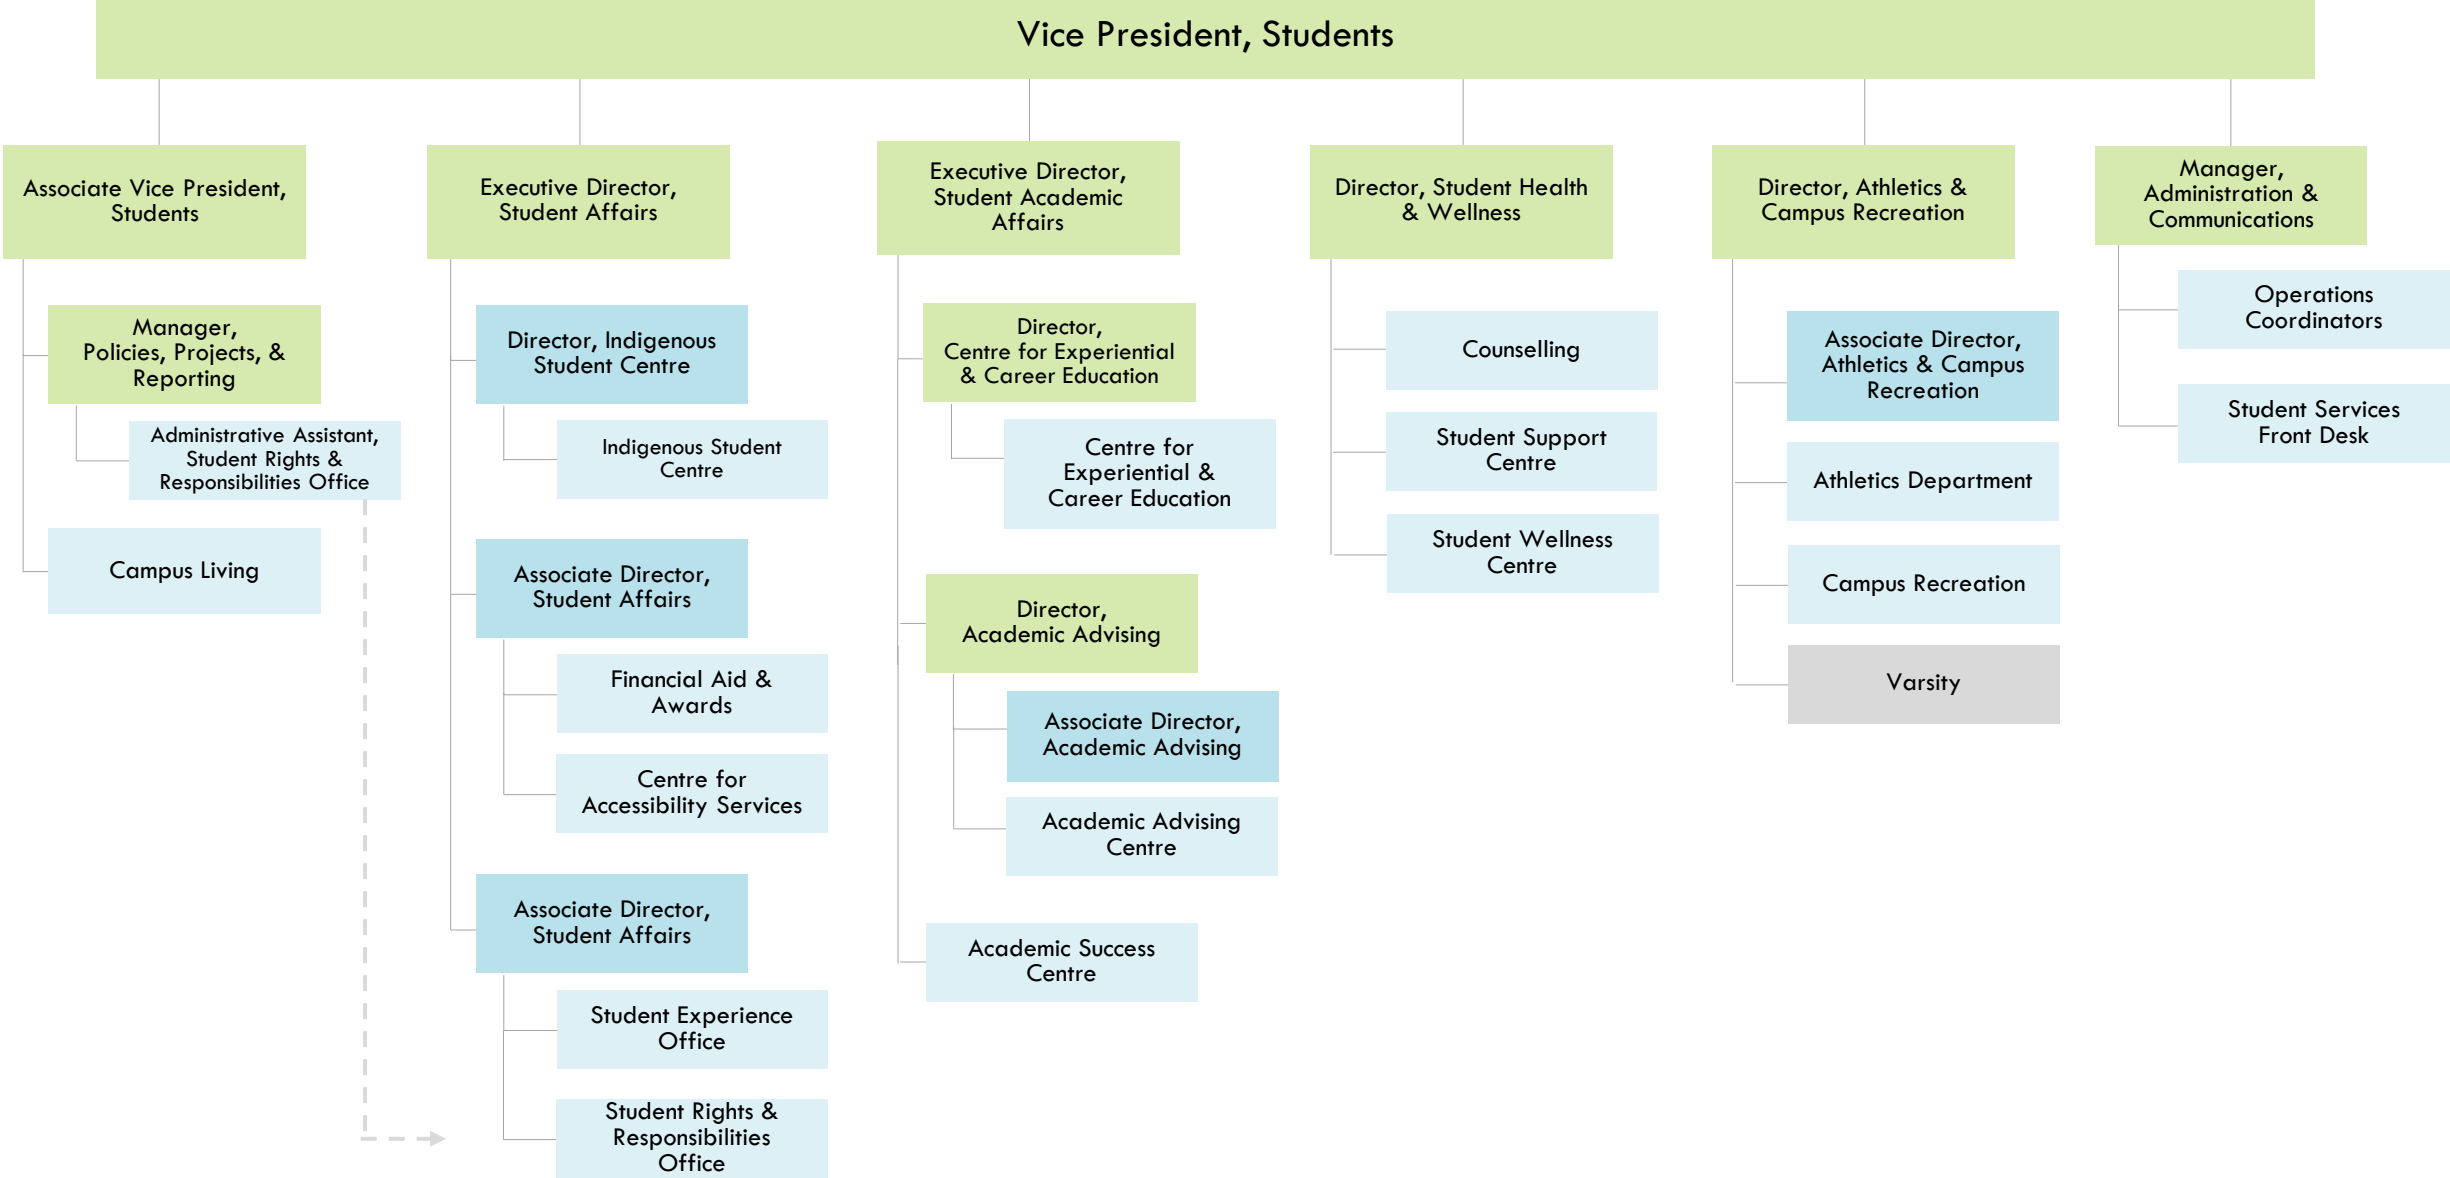 Vice President, Students
Associate Vice President,
Students
Manager,
Policies, Projects, &
Reporting
Administrative Assistant,
Student Rights &
Responsibilities Office
Campus Living
Executive Director,
Student Affairs
Director, Indigenous
Student Centre
Indigenous Student
Centre
Associate Director,
Student Affairs
Financial Aid &
Awards
Centre for
Accessibility Services
Associate Director,
Student Affairs
Student Experience
Office
Student Rights &
Responsibilities
Office
Executive Director,
Student Academic
Affairs
Director,
Centre for Experiential
& Career Education
Centre for
Experiential &
Career Education
Director,
Academic Advising
Associate Director,
Academic Advising
Academic Advising
Centre
Academic Success
Centre
Director, Student Health
& Wellness
Counselling
Student Support
Centre
Student Wellness
Centre
Director, Athletics &
Campus Recreation
Associate Director,
Athletics & Campus
Recreation
Athletics Department
Campus Recreation
Varsity
Manager,
Administration &
Communications
Operations
Coordinators
Student Services
Front Desk